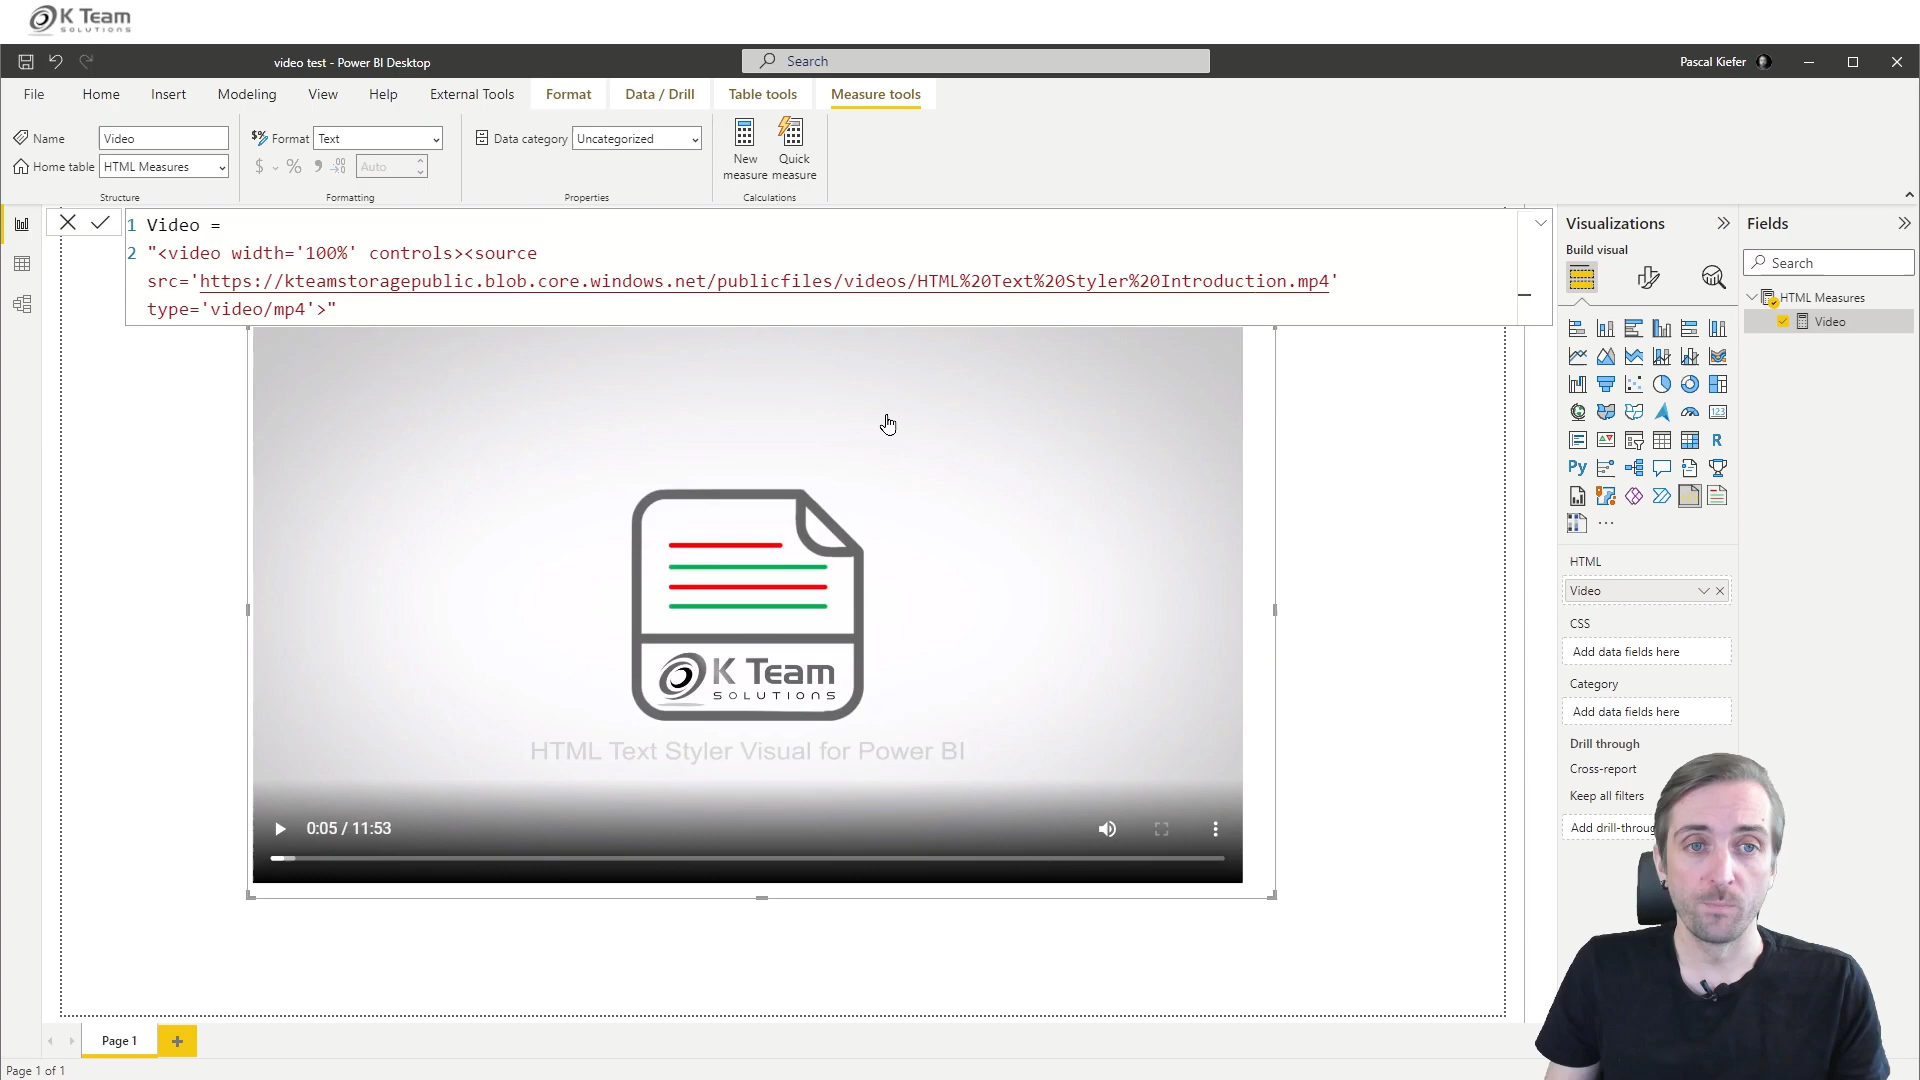 K Team
SOLUTIONS
video test - Power BI Desktop
Search
Pascal Kiefer
File
Home
Insert
Modeling
View
Help
External Tools
Format
Data / Drill
Table tools
Measure tools
Name
Video
Format
Text
Data category
Uncategorized
New
measure
Quick
measure
Home table
HTML Measures
$
%
Auto
Structure
Formatting
Properties
Calculations
1 Video =
2 "<video width='100%' controls><source
src='https://kteamstoragepublic.blob.core.windows.net/publicfiles/videos/HTML%20Text%20Styler%20Introduction.mp4'
type='video/mp4'>"
K Team
SOLUTIONS
HTML Text Styler Visual for Power BI
0:05 / 11:53
Visualizations
Build visual
123
R
Py
HTML
Video
CSS
Add data fields here
Category
Add data fields here
Drill through
Cross-report
Keep all filters
Add drill-throug
Fields
Search
HTML Measures
Video
Page 1
Page 1 of 1